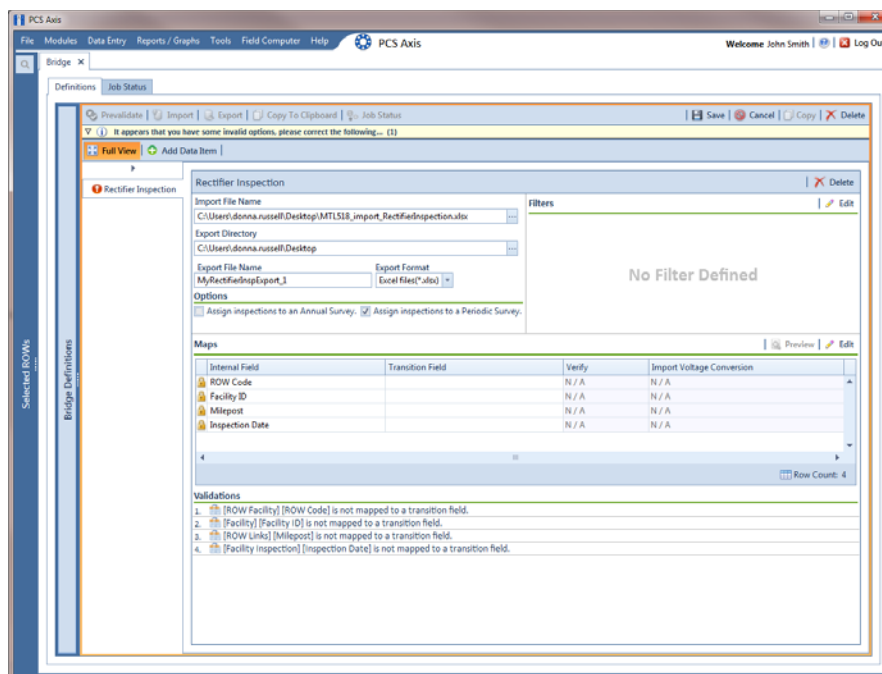 PCS Axis
File Modules Data Entry Reports / Graphs Tools Field Computer Help PCS Axis Welcome John Smith Log Ou
Bridge
Definitions Job Status
Prevalidate Import Export Copy To Clipboard Job Status Save Cancel Copy Delete
It appears that you have some invalid options, please correct the following... (1)
Full View Add Data Item
Rectifier Inspection
Rectifier Inspection Delete
Import File Name
C:\Users\donna.russell\Desktop\MTL518_import_RectifierInspection.xlsx
Export Directory
C:\Users\donna.russell\Desktop
Export File Name Export Format
MyRectifierInspExport_1 Excel files(*.xlsx)
Options
Assign inspections to an Annual Survey. Assign inspections to a Periodic Survey.
Filters Edit
No Filter Defined
Maps Preview Edit
Internal Field Transition Field Verify Import Voltage Conversion
ROW Code N / A N / A
Facility ID N / A N / A
Milepost N / A N / A
Inspection Date N / A N / A
Row Count: 4
Validations
1. [ROW Facility] [ROW Code] is not mapped to a transition field.
2. [Facility] [Facility ID] is not mapped to a transition field.
3. [ROW Links] [Milepost] is not mapped to a transition field.
4. [Facility Inspection] [Inspection Date] is not mapped to a transition field.
Selected ROWs
Bridge Definitions